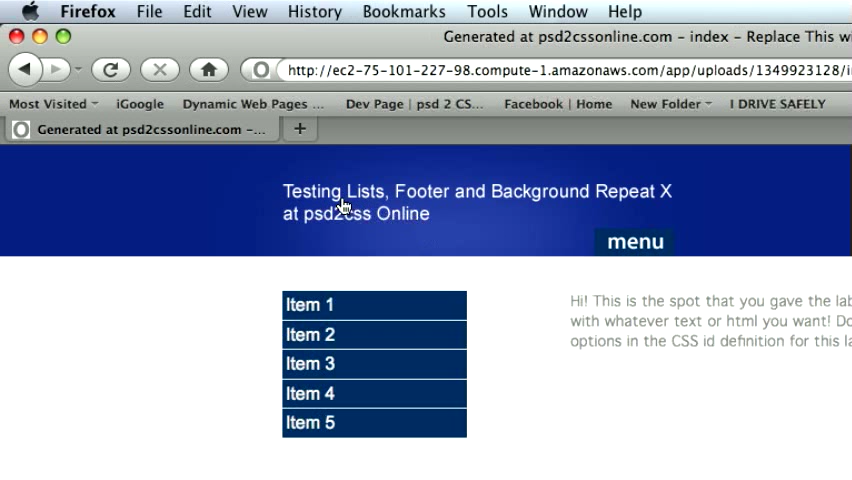 Firefox File Edit View History Bookmarks Tools Window Help
Generated at psd2cssonline.com - index - Replace This
http://ec2-75-101-227-98.compute-1.amazonaws.com/app/uploads/1349923128/
Most Visited iGoogle Dynamic Web Pages ... Dev Page | psd 2 CS... Facebook | Home New Folder I DRIVE SAFELY
Generated at psd2cssonline.com -...
Testing Lists, Footer and Background Repeat X
at psd2css Online
menu
Item 1
Item 2
Item 3
Item 4
Item 5
Hi! This is the spot that you gave the
with whatever text or html you want!
options in the CSS id definition for this